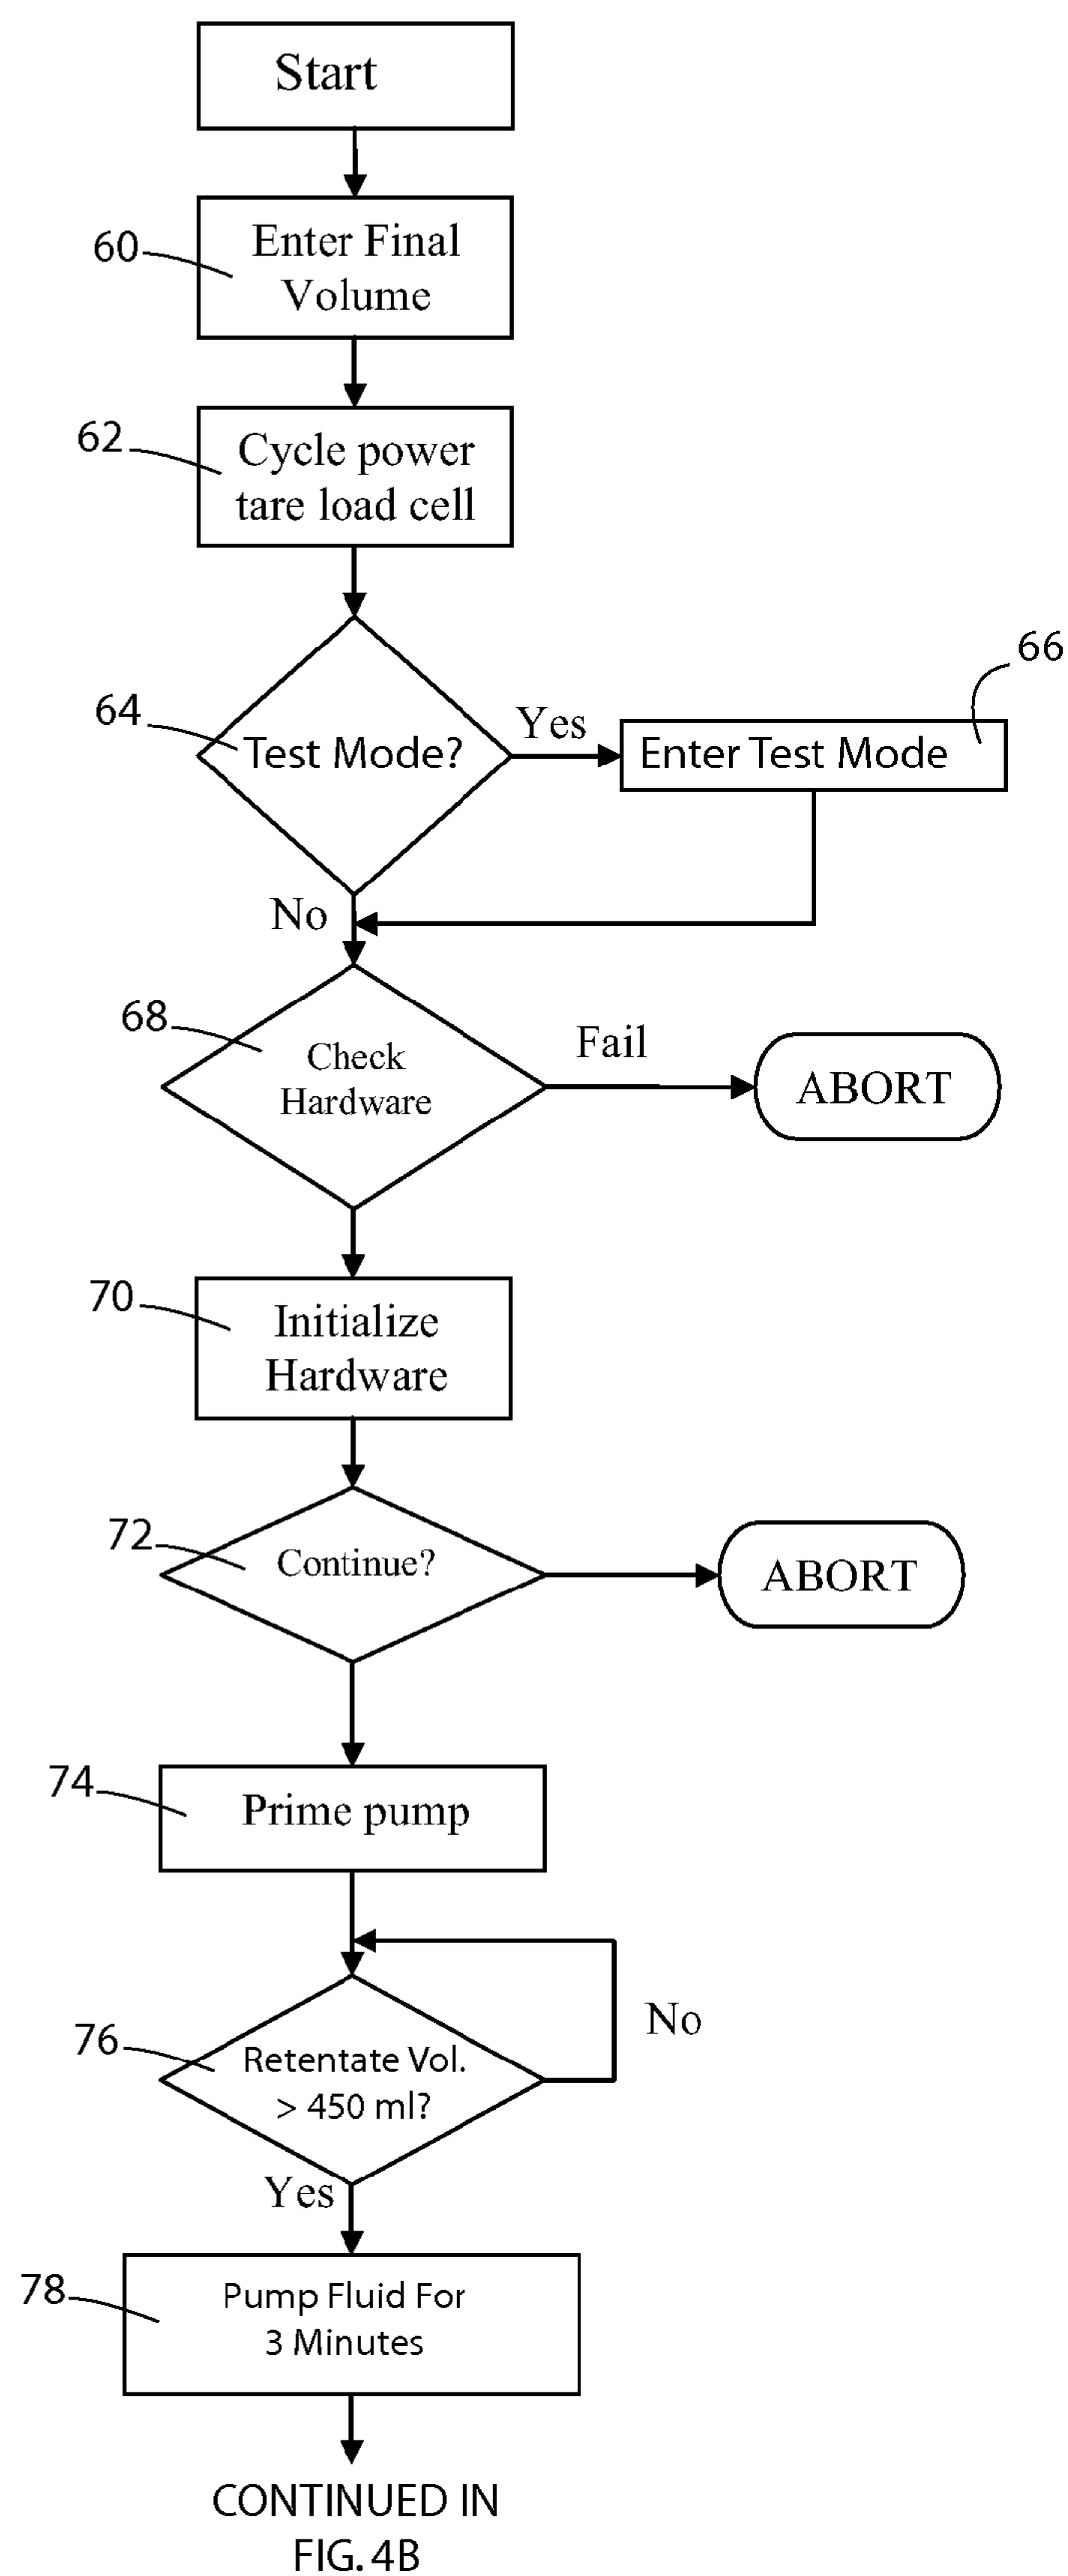 Start
60
Enter Final
Volume
62
Cycle power
tare load cell
66
64
Test Mode?
Yes
Enter Test Mode
No
68
Check
Hardware
Fail
ABORT
70
Initialize
Hardware
72
Continue?
ABORT
74
Prime pump
76
Retentate Vol.
> 450 ml?
No
Yes
78
Pump Fluid For
3 Minutes
CONTINUED IN
FIG. 4B